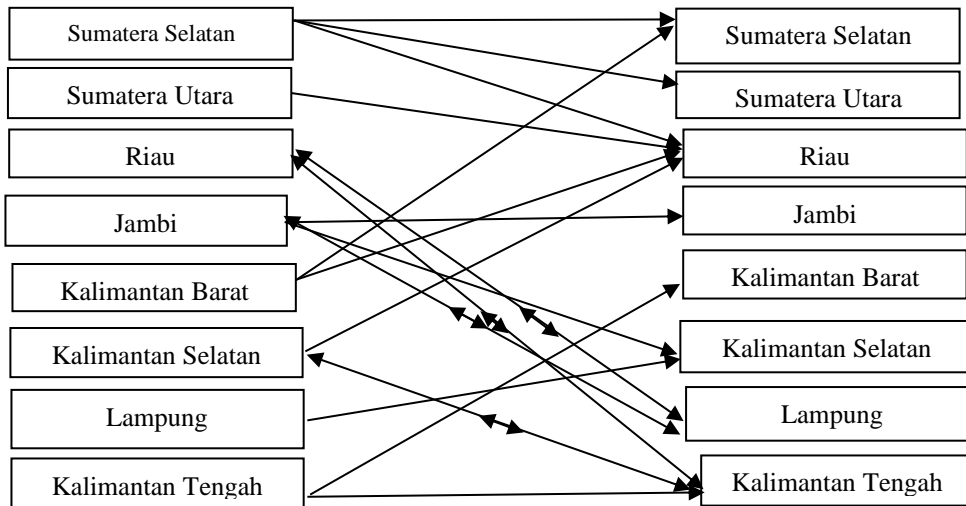 Sumatera Selatan
Sumatera Utara
Riau
Jambi
Kalimantan Barat
Kalimantan Selatan
Lampung
Kalimantan Tengah
Sumatera Selatan
Sumatera Utara
Riau
Jambi
Kalimantan Barat
Kalimantan Selatan
Lampung
Kalimantan Tengah